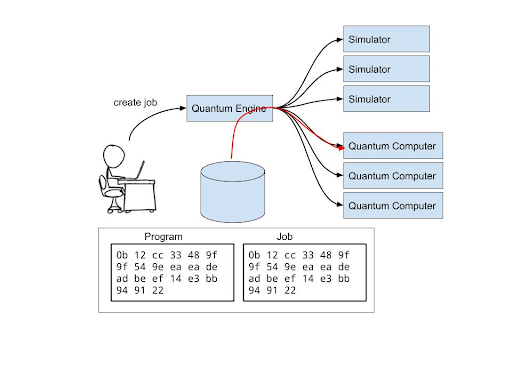 Simulator
Simulator
Simulator
create job
Quantum Engine
Quantum Computer
Quantum Computer
Quantum Computer
Program
0b 12 cc 33 48 9f
9f 54 9e ea ea de
ad be ef 14 e3 bb
94 91 22
Job
0b 12 cc 33 48 9f
9f 54 9e ea ea de
ad be ef 14 e3 bb
94 91 22